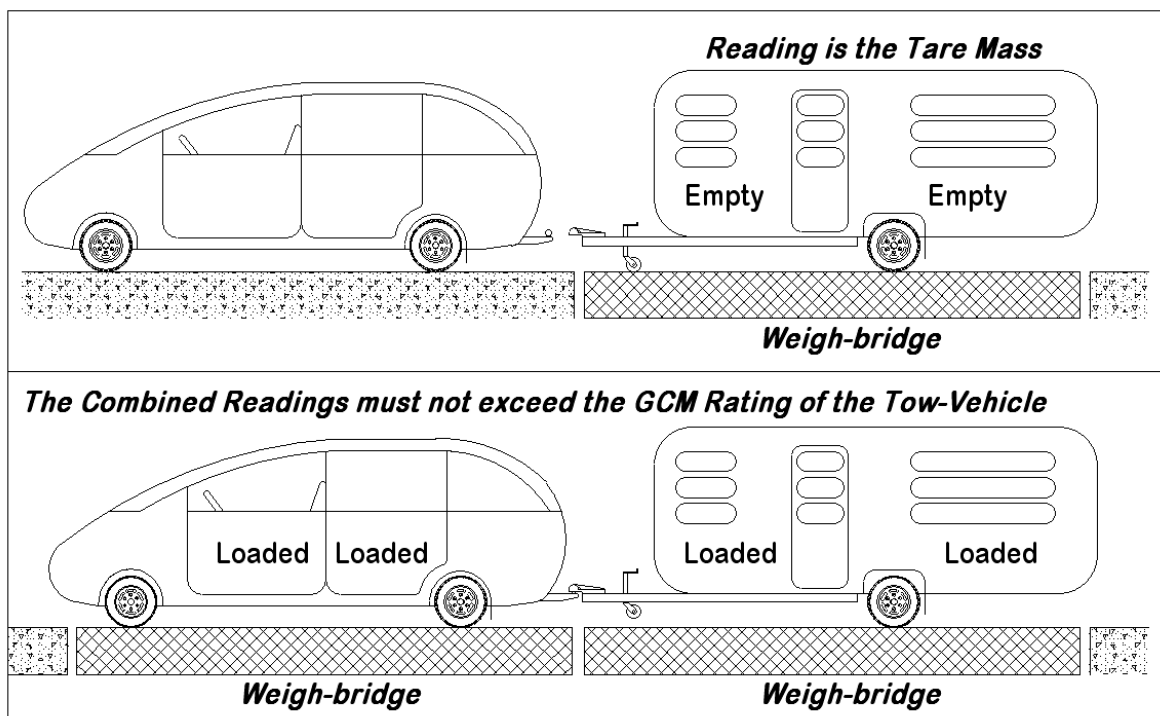 Reading is the Tare Mass
Empty
Empty
Weigh-bridge
The Combined Readings must not exceed the GCM Rating of the Tow-Vehicle
Loaded
Loaded
Loaded
Loaded
Weigh-bridge
Weigh-bridge